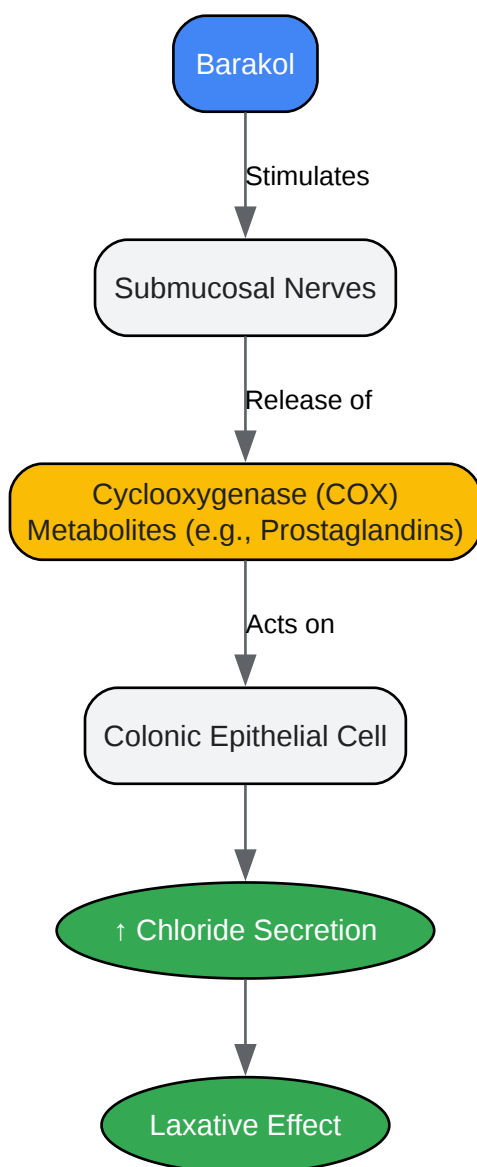 Barakol
Stimulates
Submucosal Nerves
Release of
Cyclooxygenase (COX)
Metabolites (e.g., Prostaglandins)
Acts on
Colonic Epithelial Cell
↑ Chloride Secretion
Laxative Effect